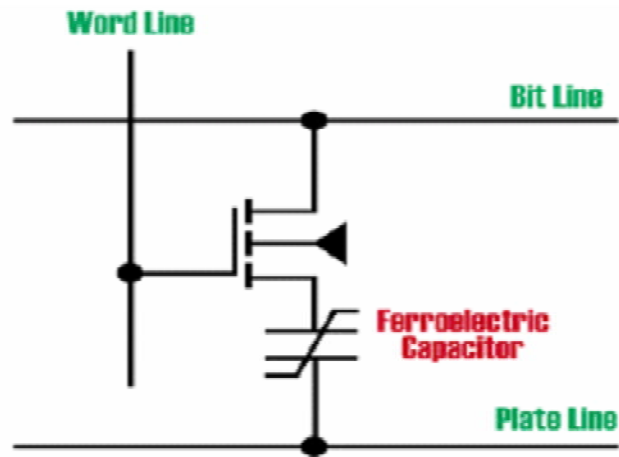 Word Line
Bit Line
Ferroelectric
Capacitor
Plate Line